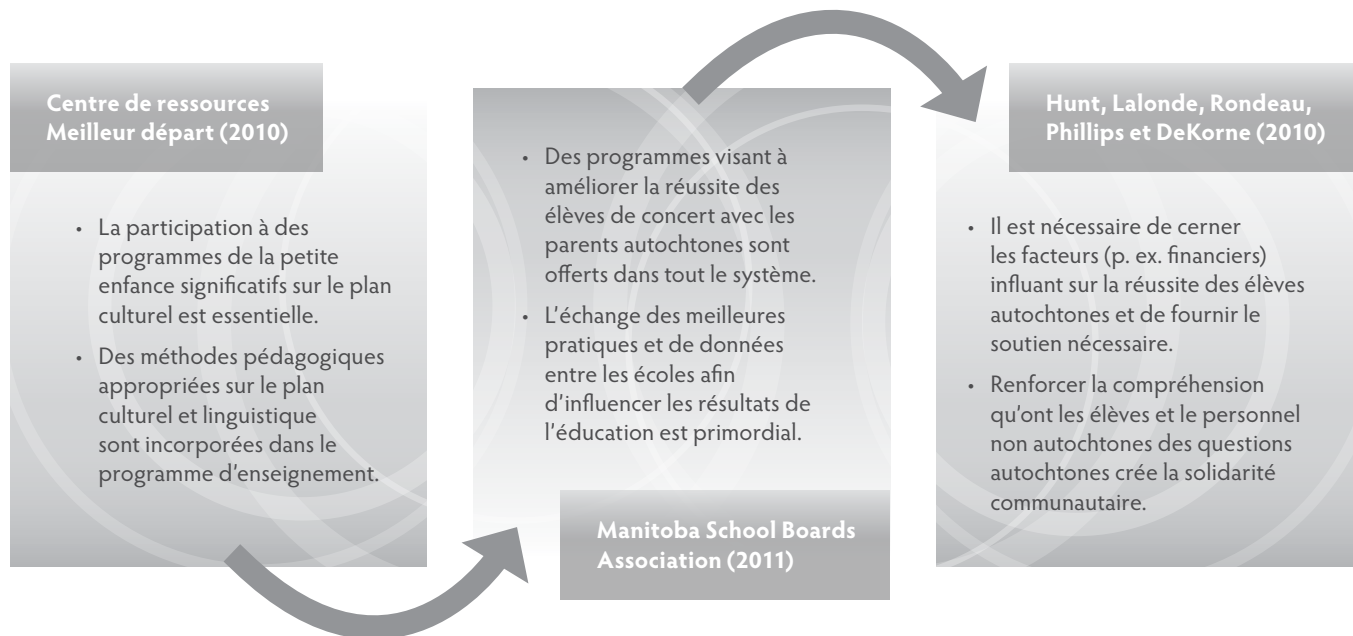 Centre de ressources
Meilleur départ (2010)
• La participation à des
programmes de la petite
enfance significatifs sur le plan
culturel est essentielle.
• Des méthodes pédagogiques
appropriées sur le plan
culturel et linguistique
sont incorporées dans le
programme d'enseignement.
• Des programmes visant à
améliorer la réussite des
élèves de concert avec les
parents autochtones sont
offerts dans tout le système.
• L'échange des meilleures
pratiques et de données
entre les écoles afin
d'influencer les résultats de
l'éducation est primordial.
Manitoba School Boards
Association (2011)
Hunt, Lalonde, Rondeau,
Phillips et DeKorne (2010)
• Il est nécessaire de cerner
les facteurs (p. ex. financiers)
influant sur la réussite des élèves
autochtones et de fournir le
soutien nécessaire.
• Renforcer la compréhension
qu'ont les élèves et le personnel
non autochtones des questions
autochtones crée la solidarité
communautaire.